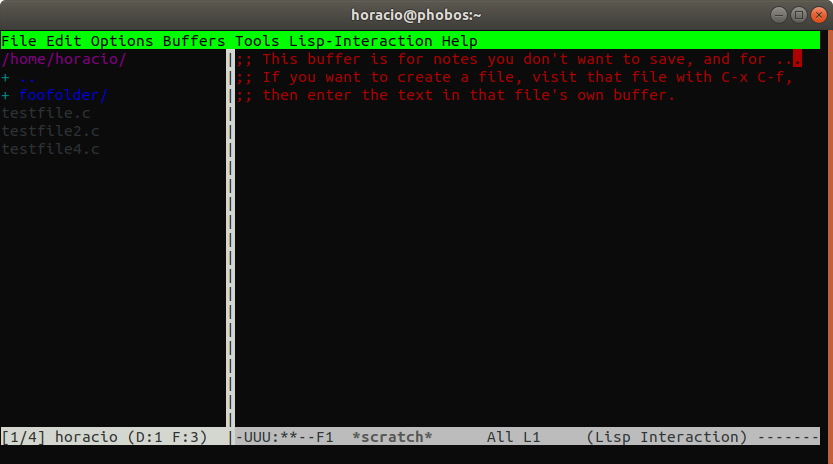 horacio@phobos:~
File Edit Options Buffers Tools Lisp-Interaction Help
/home/horacio/
+ ..
+ foofolder/
testfile.c
testfile2.c
testfile4.c
;; This buffer is for notes you don't want to save, and for ...
;; If you want to create a file, visit that file with C-x C-f,
;; then enter the text in that file's own buffer.
[1/4] horacio (D:1 F:3)
-UUU:**--F1 *scratch* All L1 (Lisp Interaction) -------